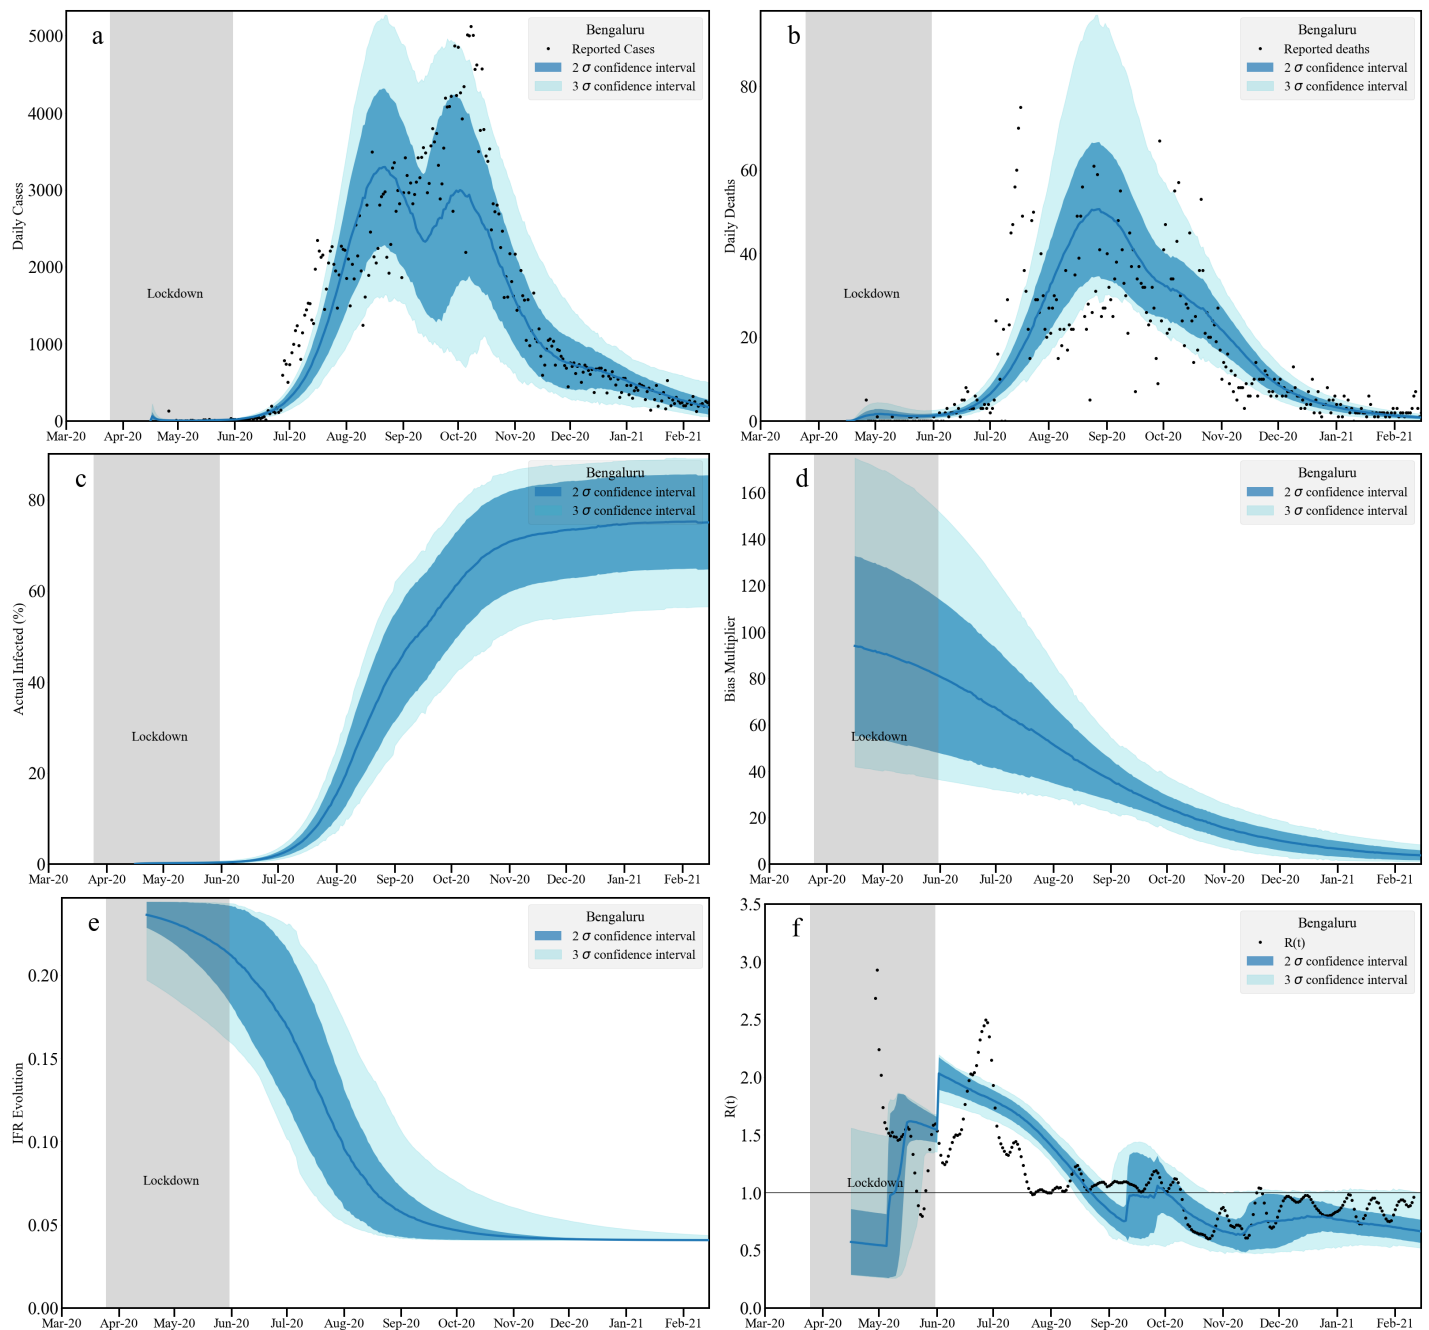 a
Bengaluru
Reported Cases
2 σ confidence interval
3 σ confidence interval
Daily Cases
5000
4000
3000
2000
1000
0
Lockdown
Mar-20 Apr-20 May-20 Jun-20 Jul-20 Aug-20 Sep-20 Oct-20 Nov-20 Dec-20 Jan-21 Feb-21
b
Bengaluru
Reported deaths
2 σ confidence interval
3 σ confidence interval
Daily Deaths
80
60
40
20
0
Lockdown
Mar-20 Apr-20 May-20 Jun-20 Jul-20 Aug-20 Sep-20 Oct-20 Nov-20 Dec-20 Jan-21 Feb-21
c
Bengaluru
2 σ confidence interval
3 σ confidence interval
Actual Infected (%)
80
60
40
20
0
Lockdown
Mar-20 Apr-20 May-20 Jun-20 Jul-20 Aug-20 Sep-20 Oct-20 Nov-20 Dec-20 Jan-21 Feb-21
d
Bengaluru
2 σ confidence interval
3 σ confidence interval
Bias Multiplier
160
140
120
100
80
60
40
20
0
Lockdown
Mar-20 Apr-20 May-20 Jun-20 Jul-20 Aug-20 Sep-20 Oct-20 Nov-20 Dec-20 Jan-21 Feb-21
e
Bengaluru
2 σ confidence interval
3 σ confidence interval
IFR Evolution
0.20
0.15
0.10
0.05
0.00
Lockdown
Mar-20 Apr-20 May-20 Jun-20 Jul-20 Aug-20 Sep-20 Oct-20 Nov-20 Dec-20 Jan-21 Feb-21
f
Bengaluru
R(t)
2 σ confidence interval
3 σ confidence interval
R(t)
3.5
3.0
2.5
2.0
1.5
1.0
0.5
0.0
Lockdown
Mar-20 Apr-20 May-20 Jun-20 Jul-20 Aug-20 Sep-20 Oct-20 Nov-20 Dec-20 Jan-21 Feb-21